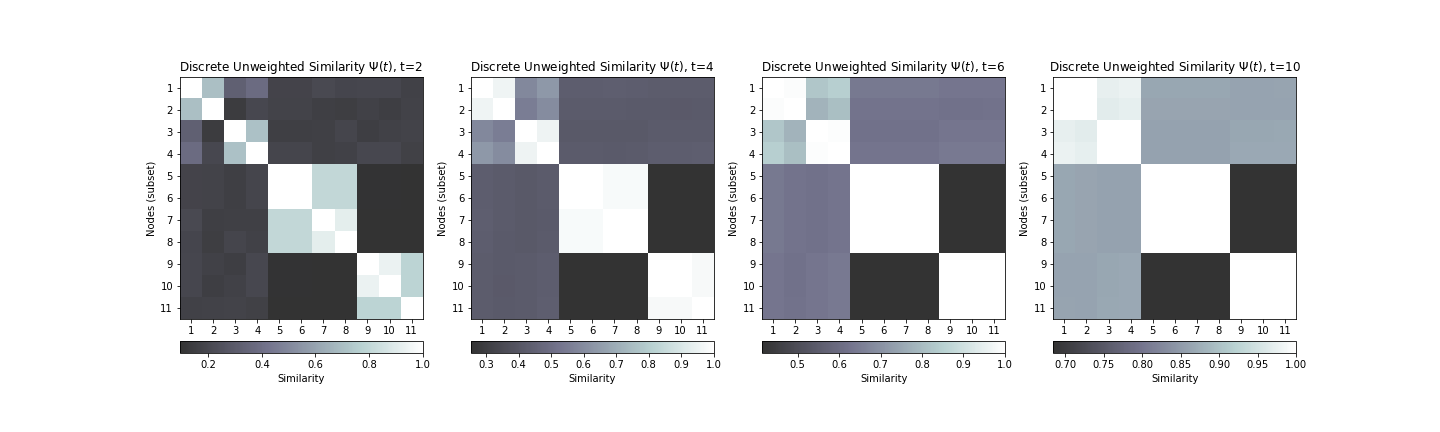 Discrete Unweighted Similarity Ψ(t), t=2
Nodes (subset)
1
2
3
4
5
6
7
8
9
10
11
1 2 3 4 5 6 7 8 9 10 11
0.2 0.4 0.6 0.8 1.0
Similarity
Discrete Unweighted Similarity Ψ(t), t=4
Nodes (subset)
1
2
3
4
5
6
7
8
9
10
11
1 2 3 4 5 6 7 8 9 10 11
0.3 0.4 0.5 0.6 0.7 0.8 0.9 1.0
Similarity
Discrete Unweighted Similarity Ψ(t), t=6
Nodes (subset)
1
2
3
4
5
6
7
8
9
10
11
1 2 3 4 5 6 7 8 9 10 11
0.5 0.6 0.7 0.8 0.9 1.0
Similarity
Discrete Unweighted Similarity Ψ(t), t=10
Nodes (subset)
1
2
3
4
5
6
7
8
9
10
11
1 2 3 4 5 6 7 8 9 10 11
0.70 0.75 0.80 0.85 0.90 0.95 1.00
Similarity